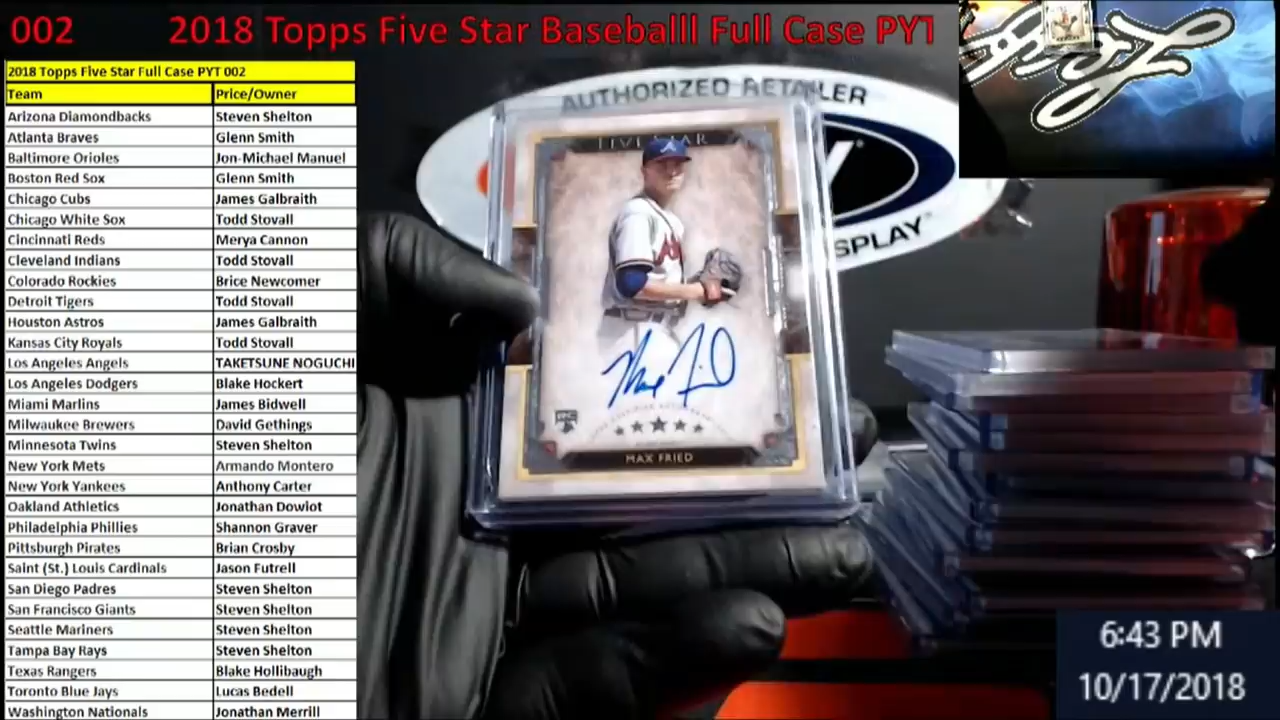 002 2018 Topps Five Star Baseballl Full Case PYT
2018 Topps Five Star Full Case PYT 002
Team Price/Owner
Arizona Diamondbacks Steven Shelton
Atlanta Braves Glenn Smith
Baltimore Orioles Jon-Michael Manuel
Boston Red Sox Glenn Smith
Chicago Cubs James Galbraith
Chicago White Sox Todd Stovall
Cincinnati Reds Merya Cannon
Cleveland Indians Todd Stovall
Colorado Rockies Brice Newcomer
Detroit Tigers Todd Stovall
Houston Astros James Galbraith
Kansas City Royals Todd Stovall
Los Angeles Angels TAKETSUNE NOGUCHI
Los Angeles Dodgers Blake Hockert
Miami Marlins James Bidwell
Milwaukee Brewers David Gethings
Minnesota Twins Steven Shelton
New York Mets Armando Montero
New York Yankees Anthony Carter
Oakland Athletics Jonathan Dowiot
Philadelphia Phillies Shannon Graver
Pittsburgh Pirates Brian Crosby
Saint (St.) Louis Cardinals Jason Futrell
San Diego Padres Steven Shelton
San Francisco Giants Steven Shelton
Seattle Mariners Steven Shelton
Tampa Bay Rays Steven Shelton
Texas Rangers Blake Hollibaugh
Toronto Blue Jays Lucas Bedell
Washington Nationals Jonathan Merrill
AUTHORIZED RETAILER
FIVE STAR
A
Max Fried
RC
MAX FRIED
6:43 PM
10/17/2018